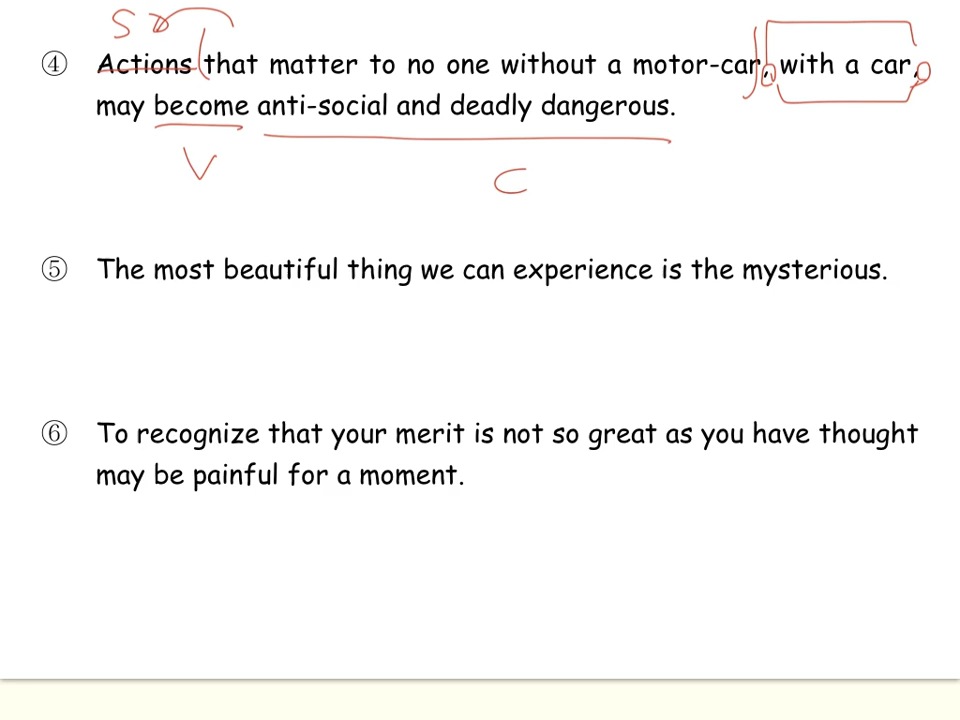 S
④ Actions that matter to no one without a motor-car, with a car,
may become anti-social and deadly dangerous.
V C
⑤ The most beautiful thing we can experience is the mysterious.
⑥ To recognize that your merit is not so great as you have thought
may be painful for a moment.